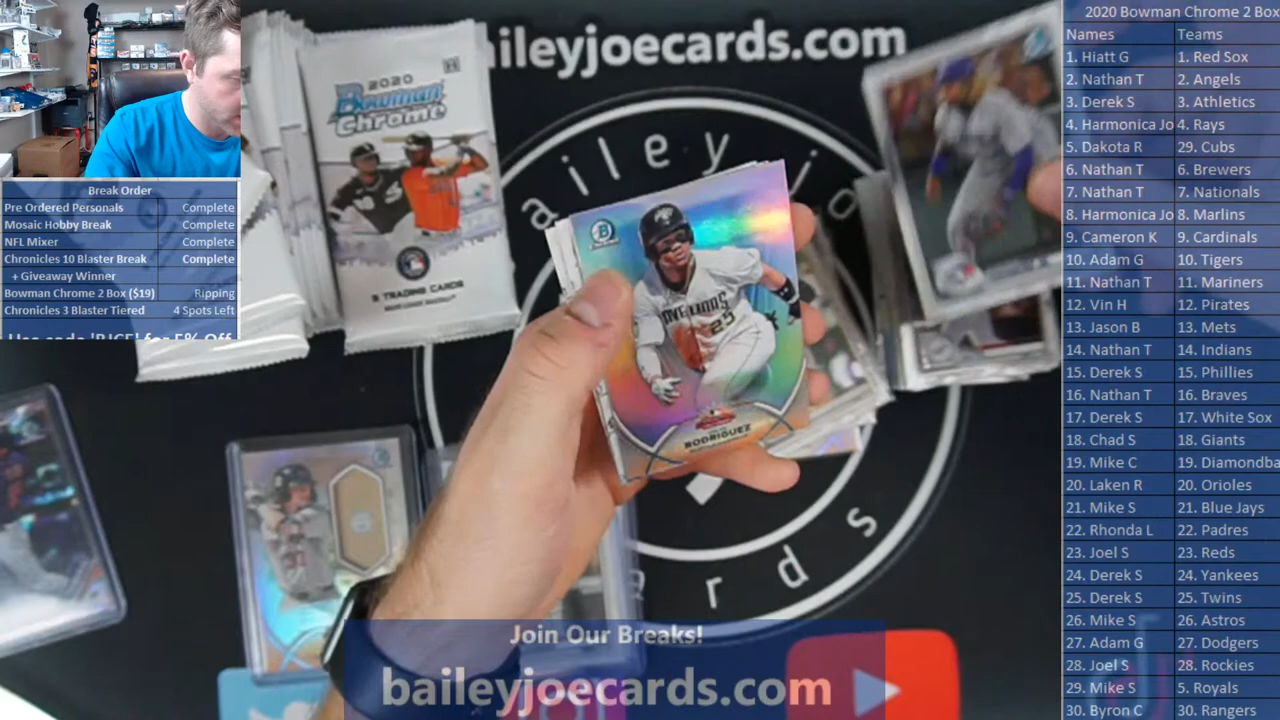 baileyjoecards.com
2020
Bowman
Chrome
8 TRADING CARDS
bailey jo
ards
25
RODRIGUEZ
Break Order
Pre Ordered Personals Complete
Mosaic Hobby Break Complete
NFL Mixer Complete
Chronicles 10 Blaster Break Complete
+ Giveaway Winner
Bowman Chrome 2 Box ($19) Ripping
Chronicles 3 Blaster Tiered 4 Spots Left
for 5% Off
Join Our Breaks!
baileyjoecards.com
2020 Bowman Chrome 2 Box
Names Teams
1. Hiatt G 1. Red Sox
2. Nathan T 2. Angels
3. Derek S 3. Athletics
4. Harmonica Jo 4. Rays
5. Dakota R 29. Cubs
6. Nathan T 6. Brewers
7. Nathan T 7. Nationals
8. Harmonica Jo 8. Marlins
9. Cameron K 9. Cardinals
10. Adam G 10. Tigers
11. Nathan T 11. Mariners
12. Vin H 12. Pirates
13. Jason B 13. Mets
14. Nathan T 14. Indians
15. Derek S 15. Phillies
16. Nathan T 16. Braves
17. Derek S 17. White Sox
18. Chad S 18. Giants
19. Mike C 19. Diamondba
20. Laken R 20. Orioles
21. Mike S 21. Blue Jays
22. Rhonda L 22. Padres
23. Joel S 23. Reds
24. Derek S 24. Yankees
25. Derek S 25. Twins
26. Mike S 26. Astros
27. Adam G 27. Dodgers
28. Joel S 28. Rockies
29. Mike S 5. Royals
30. Byron C 30. Rangers